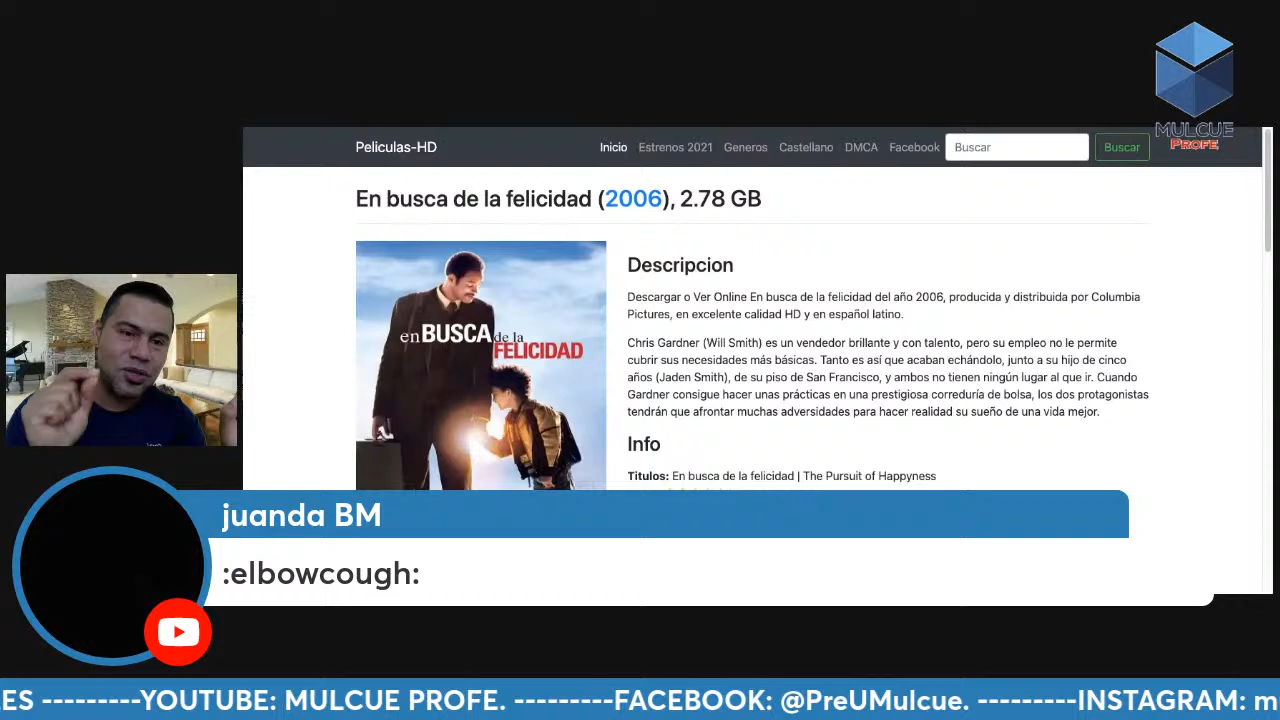 MULCUE
PROFE.
Peliculas-HD
Inicio Estrenos 2021 Generos Castellano DMCA Facebook Buscar Buscar
En busca de la felicidad (2006), 2.78 GB
en BUSCA de la
FELICIDAD
Descripcion
Descargar o Ver Online En busca de la felicidad del año 2006, producida y distribuida por Columbia
Pictures, en excelente calidad HD y en español latino.
Chris Gardner (Will Smith) es un vendedor brillante y con talento, pero su empleo no le permite
cubrir sus necesidades más básicas. Tanto es así que acaban echándolo, junto a su hijo de cinco
años (Jaden Smith), de su piso de San Francisco, y ambos no tienen ningún lugar al que ir. Cuando
Gardner consigue hacer unas prácticas en una prestigiosa correduría de bolsa, los dos protagonistas
tendrán que afrontar muchas adversidades para hacer realidad su sueño de una vida mejor.
Info
Titulos: En busca de la felicidad | The Pursuit of Happyness
juanda BM
:elbowcough:
ES ---------YOUTUBE: MULCUE PROFE. ---------FACEBOOK: @PreUMulcue. ---------INSTAGRAM: m